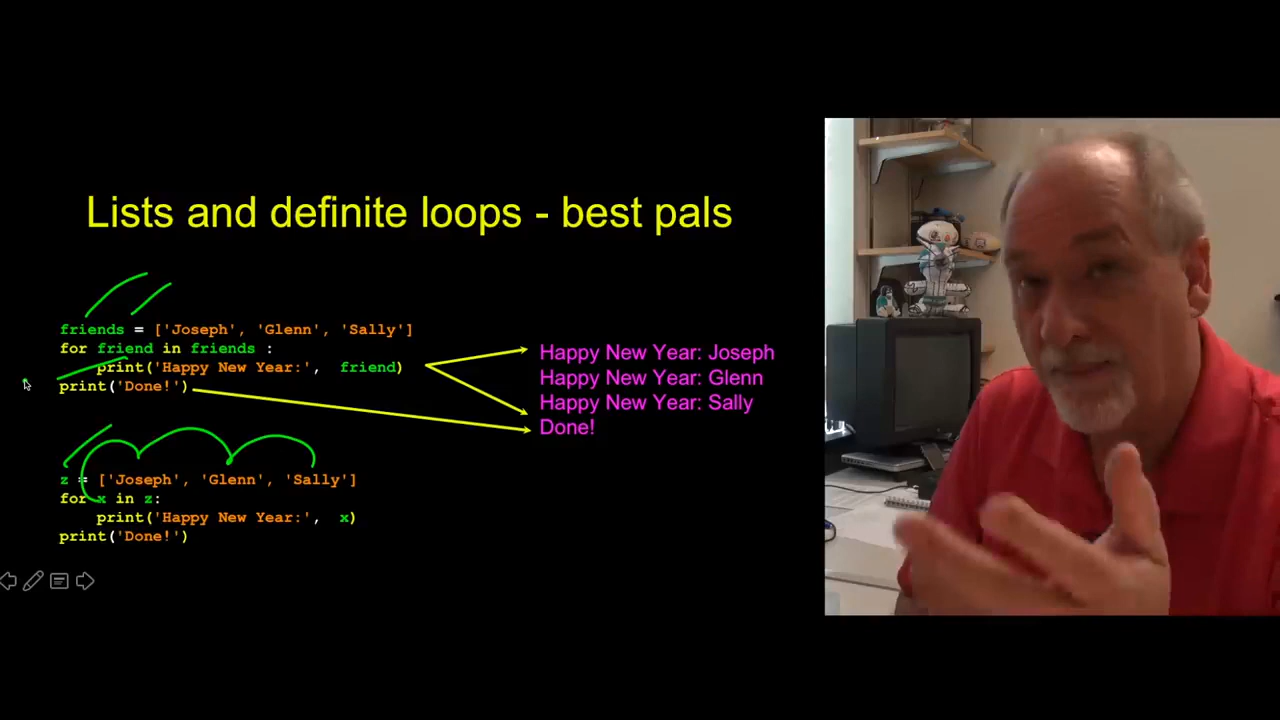 Lists and definite loops - best pals
friends = ['Joseph', 'Glenn', 'Sally']
for friend in friends :
    print('Happy New Year:',  friend)
print('Done!')
Happy New Year: Joseph
Happy New Year: Glenn
Happy New Year: Sally
Done!
z = ['Joseph', 'Glenn', 'Sally']
for x in z:
    print('Happy New Year:',  x)
print('Done!')